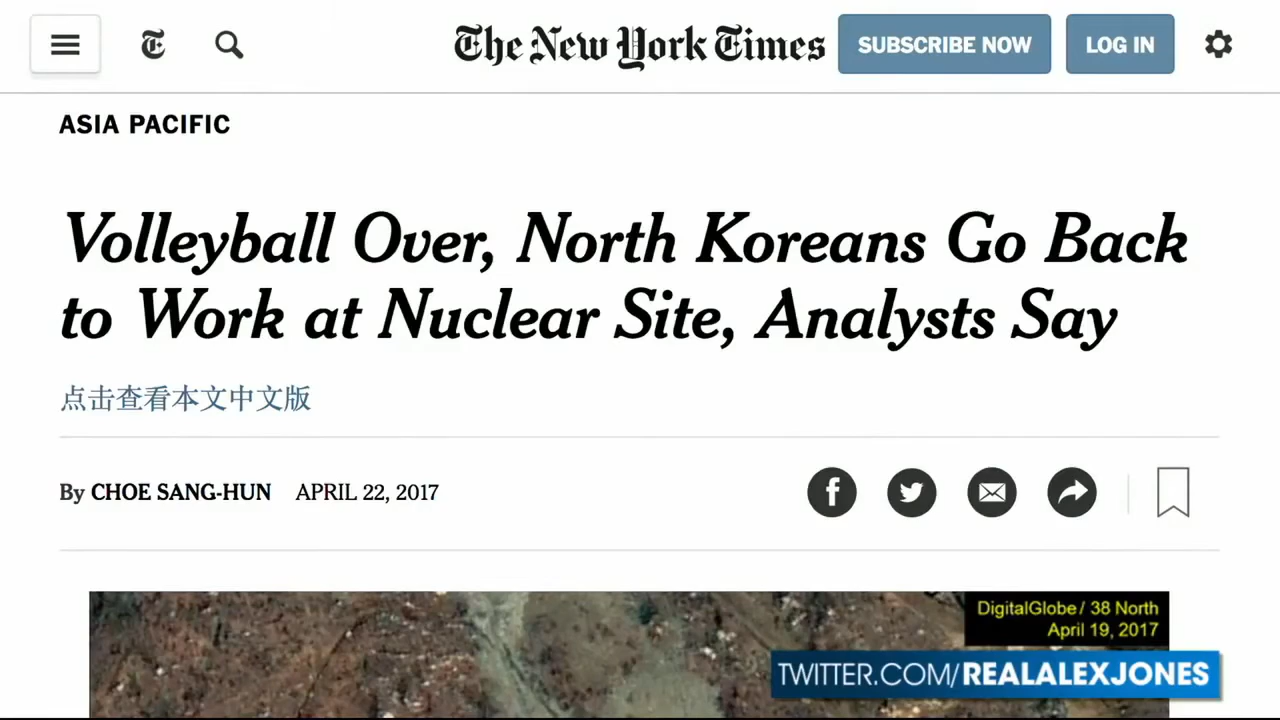 The New York Times
SUBSCRIBE NOW
LOG IN
ASIA PACIFIC
Volleyball Over, North Koreans Go Back
to Work at Nuclear Site, Analysts Say
点击查看本文中文版
By CHOE SANG-HUN APRIL 22, 2017
DigitalGlobe / 38 North
April 19, 2017
TWITTER.COM/REALALEXJONES